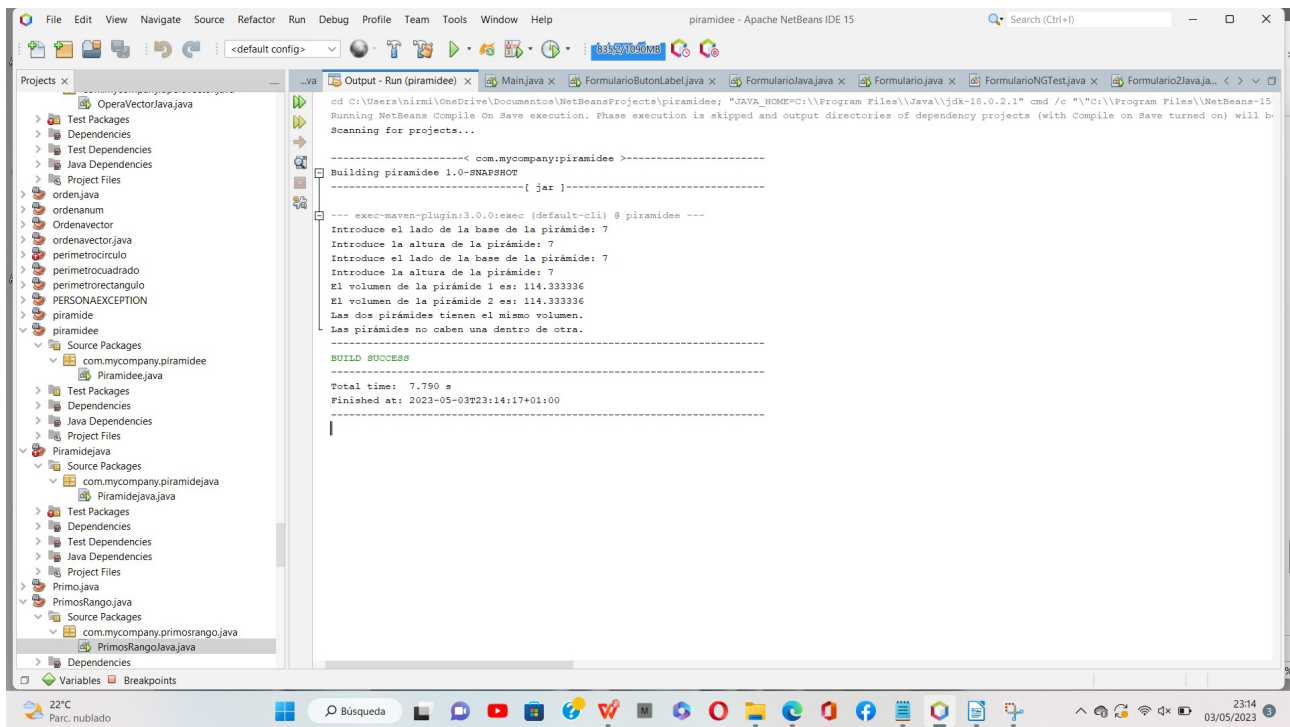 File Edit View Navigate Source Refactor Run Debug Profile Team Tools Window Help
piramidee - Apache NetBeans IDE 15
Search (Ctrl+I)
<default config>
835,2/1090MB
Projects
...va
Output - Run (piramidee)
Main.java
FormularioButonLabel.java
FormularioJava.java
Formulario.java
FormularioNGTest.java
Formulario2Java.ja...
OperaVectorJava.java
Test Packages
Dependencies
Test Dependencies
Java Dependencies
Project Files
orden.java
ordenanum
Ordenavector
ordenavector.java
perimetrocirculo
perimetrocuadrado
perimetrorectangulo
PERSONAEXCEPTION
piramide
piramidee
Source Packages
com.mycompany.piramidee
Piramidee.java
Test Packages
Dependencies
Java Dependencies
Project Files
Piramidejava
Source Packages
com.mycompany.piramidejava
Piramidejava.java
Test Packages
Dependencies
Test Dependencies
Java Dependencies
Project Files
Primo.java
PrimosRango.java
Source Packages
com.mycompany.primosrango.java
PrimosRangoJava.java
Dependencies
cd C:\Users\nirmi\OneDrive\Documentos\NetBeansProjects\piramidee; "JAVA_HOME=C:\\Program Files\\Java\\jdk-18.0.2.1" cmd /c "\"C:\\Program Files\\NetBeans-15
Running NetBeans Compile On Save execution. Phase execution is skipped and output directories of dependency projects (with Compile on Save turned on) will b
Scanning for projects...
----------------------< com.mycompany:piramidee >-----------------------
Building piramidee 1.0-SNAPSHOT
--------------------------------[ jar ]---------------------------------
--- exec-maven-plugin:3.0.0:exec (default-cli) @ piramidee ---
Introduce el lado de la base de la pirámide: 7
Introduce la altura de la pirámide: 7
Introduce el lado de la base de la pirámide: 7
Introduce la altura de la pirámide: 7
El volumen de la pirámide 1 es: 114.333336
El volumen de la pirámide 2 es: 114.333336
Las dos pirámides tienen el mismo volumen.
Las pirámides no caben una dentro de otra.
------------------------------------------------------------------------
BUILD SUCCESS
------------------------------------------------------------------------
Total time: 7.790 s
Finished at: 2023-05-03T23:14:17+01:00
------------------------------------------------------------------------
Variables Breakpoints
22°C
Parc. nublado
Búsqueda
23:14
03/05/2023
3